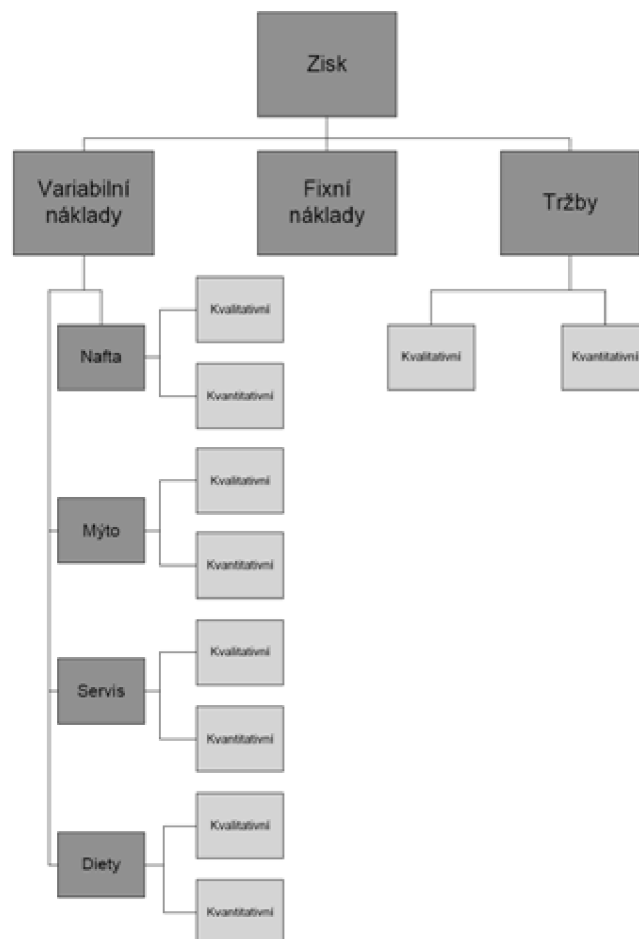 Zisk
Variabilní
náklady
Fixní
náklady
Tržby
Kvalitativní
Nafta
Kvantitativní
Kvalitativní
Kvantitativní
Kvalitativní
Mýto
Kvantitativní
Kvalitativní
Servis
Kvantitativní
Kvalitativní
Diety
Kvantitativní